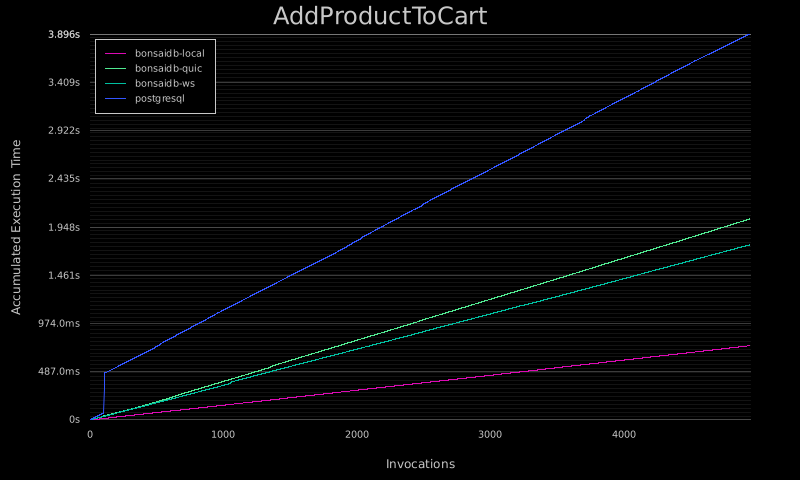 AddProductToCart
3.896s
3.409s
2.922s
2.435s
1.948s
1.461s
974.0ms
487.0ms
0s
bonsaidb-local
bonsaidb-quic
bonsaidb-ws
postgresql
Accumulated Execution Time
0 1000 2000 3000 4000
Invocations